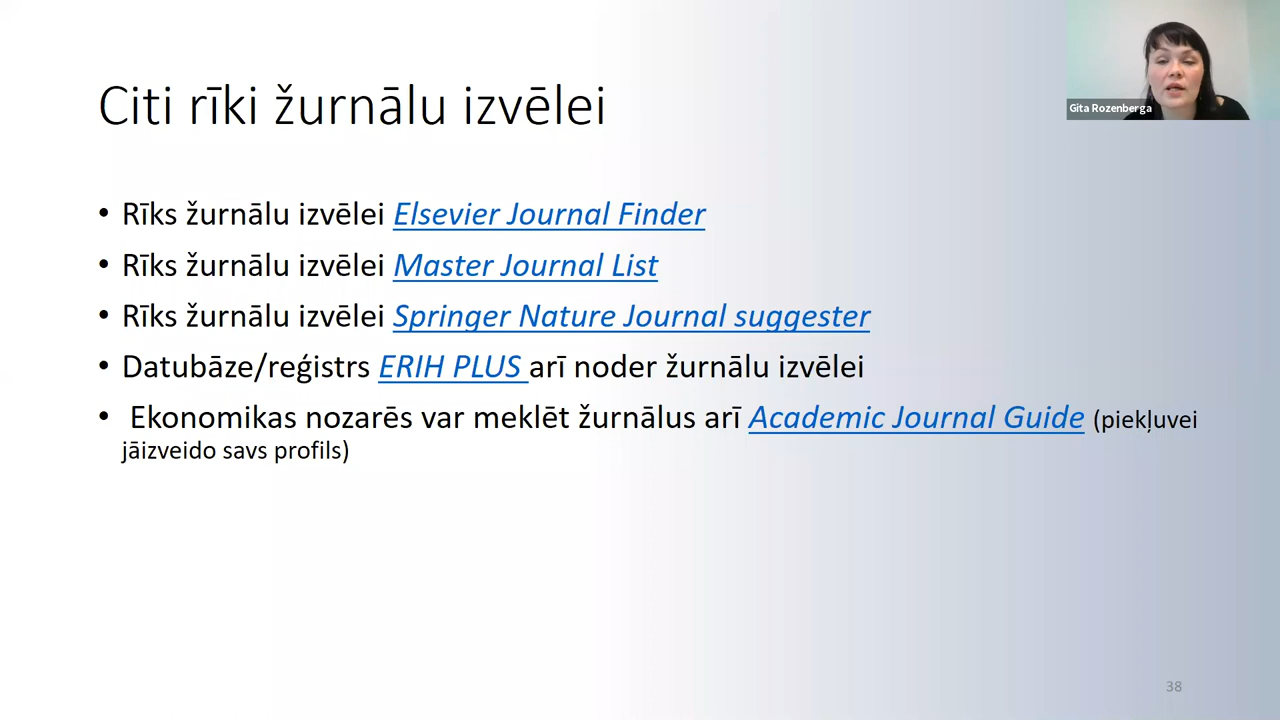 Gita Rozenberga
Citi rīki žurnālu izvēlei
• Rīks žurnālu izvēlei Elsevier Journal Finder
• Rīks žurnālu izvēlei Master Journal List
• Rīks žurnālu izvēlei Springer Nature Journal suggester
• Datubāze/reģistrs ERIH PLUS arī noder žurnālu izvēlei
• Ekonomikas nozarēs var meklēt žurnālus arī Academic Journal Guide (piekļuvei
jāizveido savs profils)
38